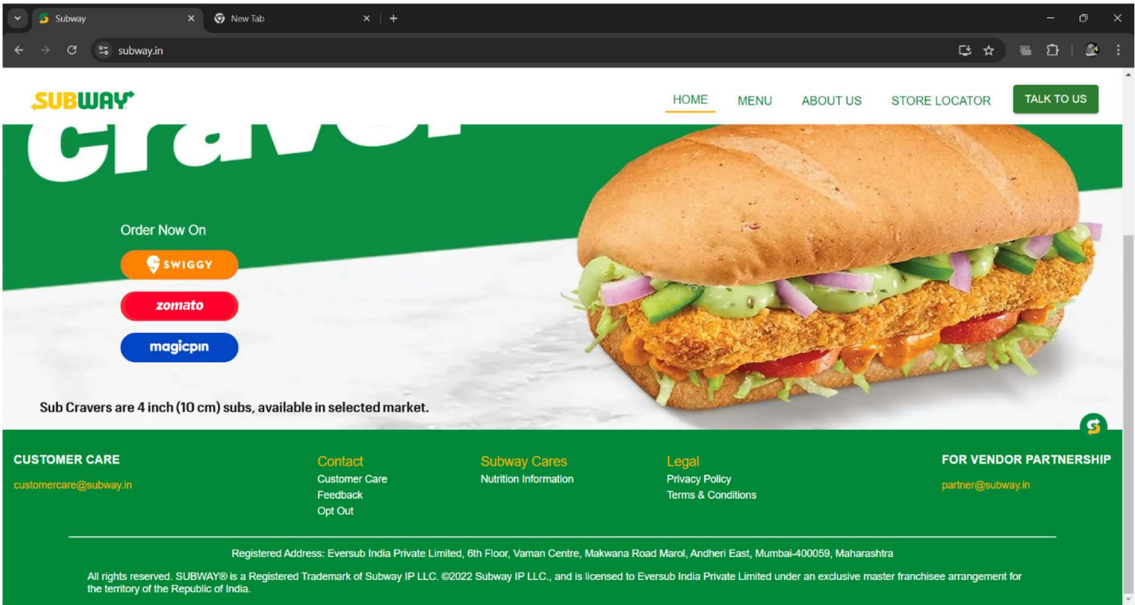 Subway
New Tab
subway.in
SUBWAY
HOME
MENU
ABOUT US
STORE LOCATOR
TALK TO US
Order Now On
SWIGGY
zomato
magicpin
Sub Cravers are 4 inch (10 cm) subs, available in selected market.
CUSTOMER CARE
customercare@subway.in
Contact
Customer Care
Feedback
Opt Out
Subway Cares
Nutrition Information
Legal
Privacy Policy
Terms & Conditions
FOR VENDOR PARTNERSHIP
partner@subway.in
Registered Address: Eversub India Private Limited, 6th Floor, Vaman Centre, Makwana Road Marol, Andheri East, Mumbai-400059, Maharashtra
All rights reserved. SUBWAY® is a Registered Trademark of Subway IP LLC. ©2022 Subway IP LLC., and is licensed to Eversub India Private Limited under an exclusive master franchisee arrangement for
the territory of the Republic of India.